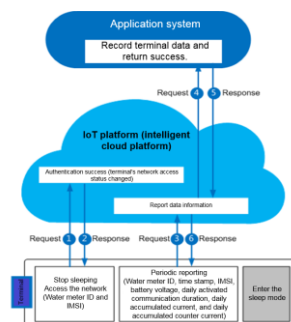 Application system
Record terminal data and
return success.
Request 4 5 Response
IoT platform (intelligent
cloud platform)
Authentication success (terminal's network access
status changed)
Report data information
Request 1 2 Response
Request 3 6 Response
Terminal
Stop sleeping
Access the network
(Water meter ID and
IMSI)
Periodic reporting
(Water meter ID, time stamp, IMSI,
battery voltage, daily activated
communication duration, daily
accumulated current, and daily
accumulated counter current)
Enter the
sleep mode